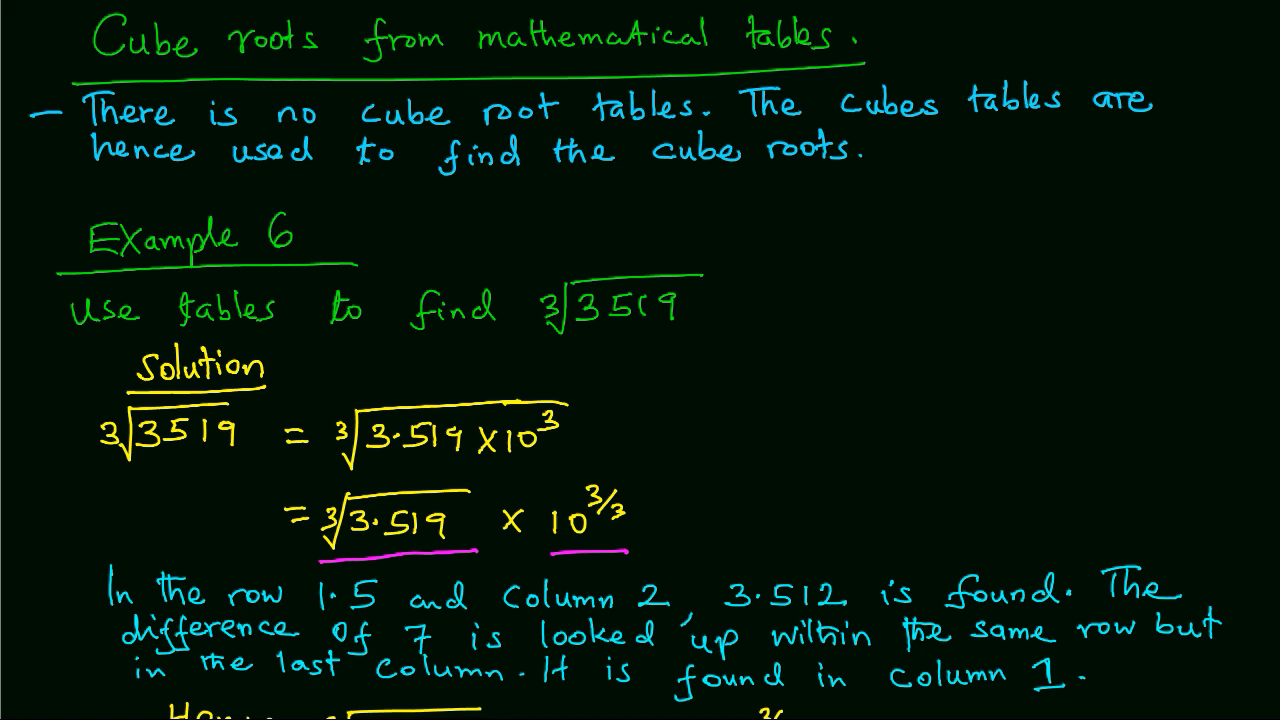 Cube roots from mathematical tables.
- There is no cube root tables. The cubes tables are
hence used to find the cube roots.
Example 6
Use tables to find ∛3519
Solution
∛3519 = ∛3.519 × 10³
= ∛3.519 × 10^3/3
In the row 1.5 and column 2, 3.512 is found. The
difference of 7 is looked up within the same row but
in the last column. It is found in column 1.